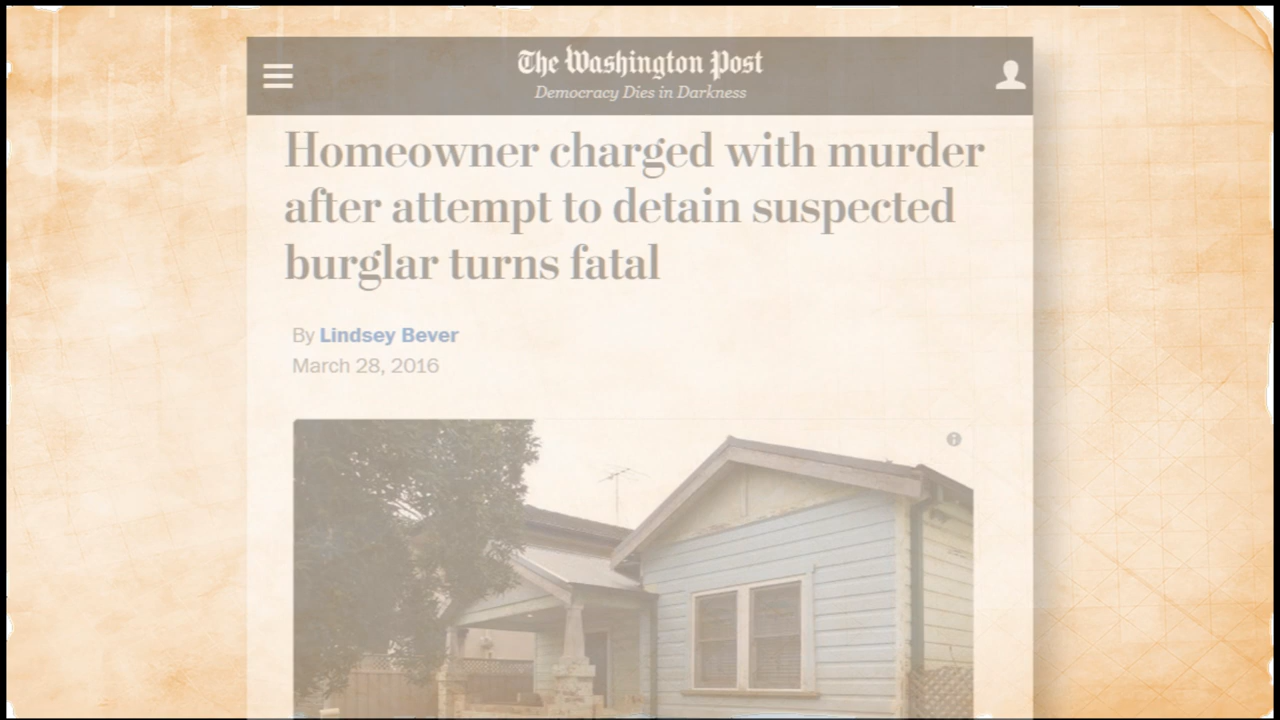 The Washington Post
Democracy Dies in Darkness
Homeowner charged with murder
after attempt to detain suspected
burglar turns fatal
By Lindsey Bever
March 28, 2016